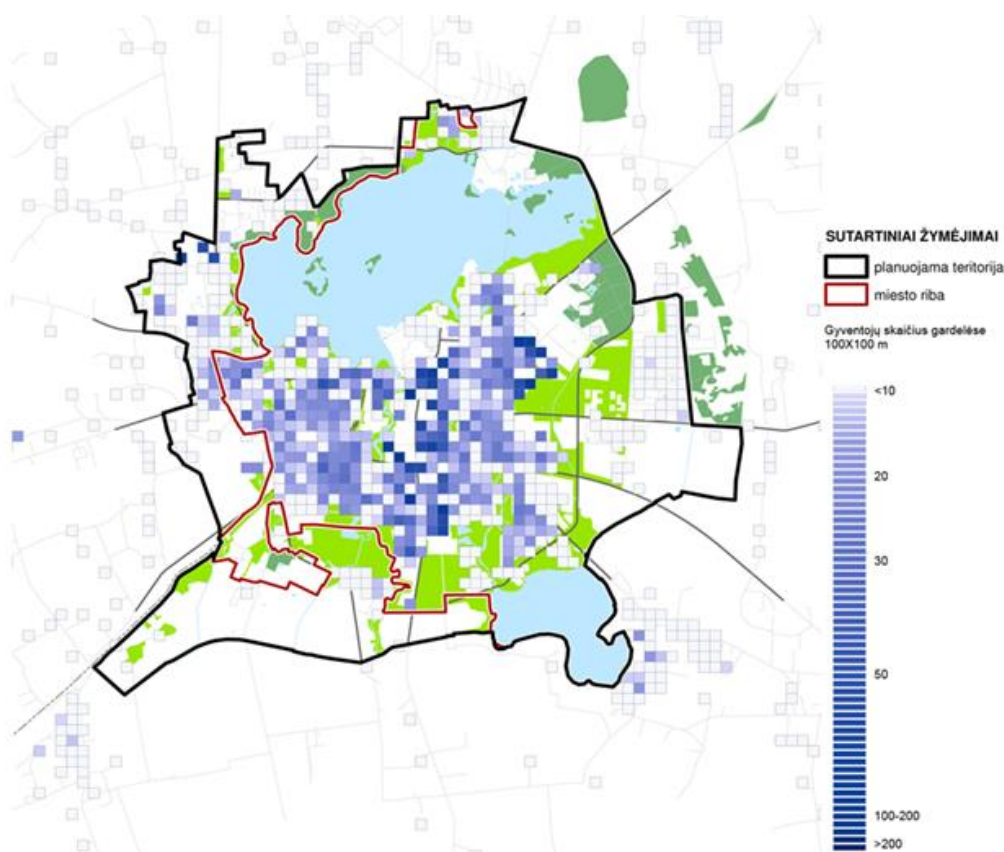 SUTARTINIAI ŽYMĖJIMAI
planuojama teritorija
miesto riba
Gyventojų skaičius gardelėse
100X100 m
<10
20
30
50
100-200
>200